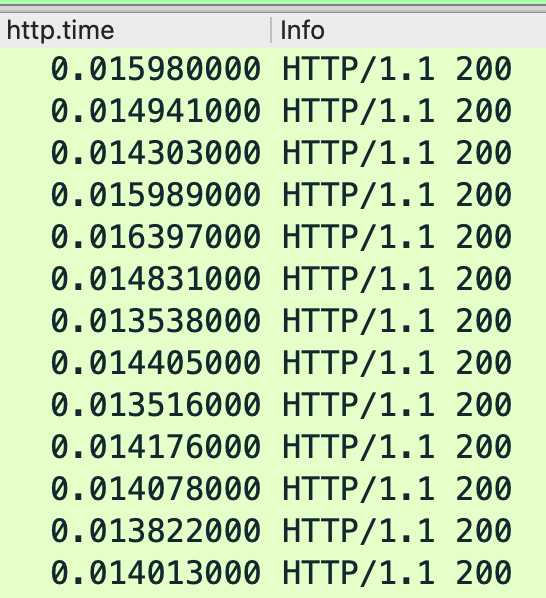 http.time Info
0.015980000 HTTP/1.1 200
0.014941000 HTTP/1.1 200
0.014303000 HTTP/1.1 200
0.015989000 HTTP/1.1 200
0.016397000 HTTP/1.1 200
0.014831000 HTTP/1.1 200
0.013538000 HTTP/1.1 200
0.014405000 HTTP/1.1 200
0.013516000 HTTP/1.1 200
0.014176000 HTTP/1.1 200
0.014078000 HTTP/1.1 200
0.013822000 HTTP/1.1 200
0.014013000 HTTP/1.1 200